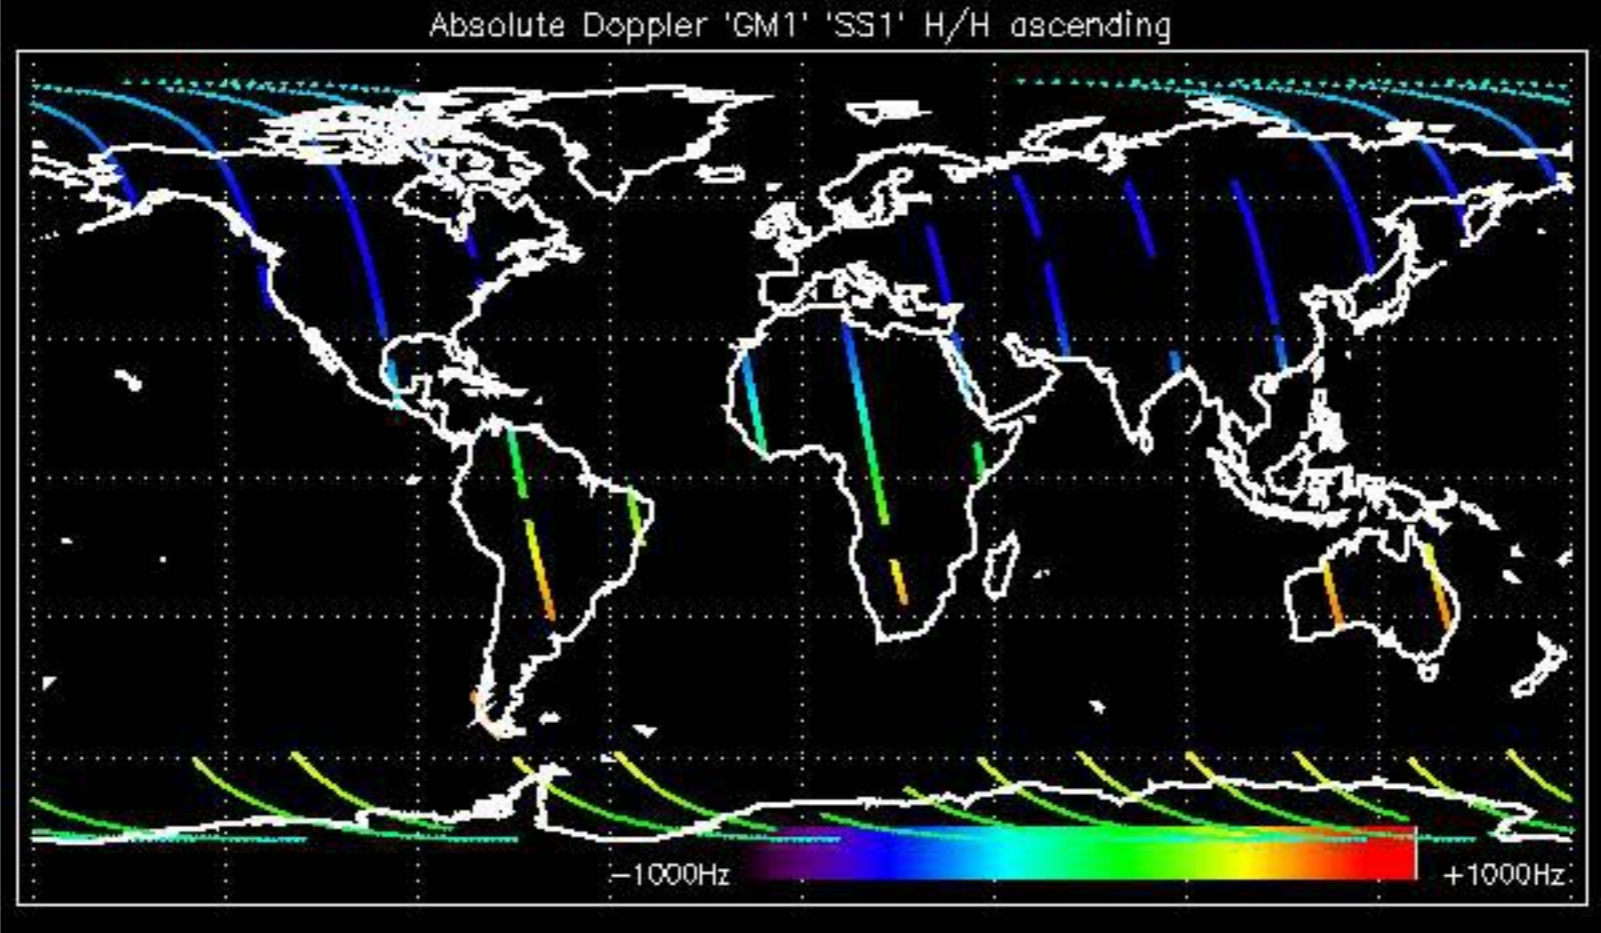 Absolute Doppler 'GM1' 'SS1' H/H ascending
−1000Hz +1000Hz